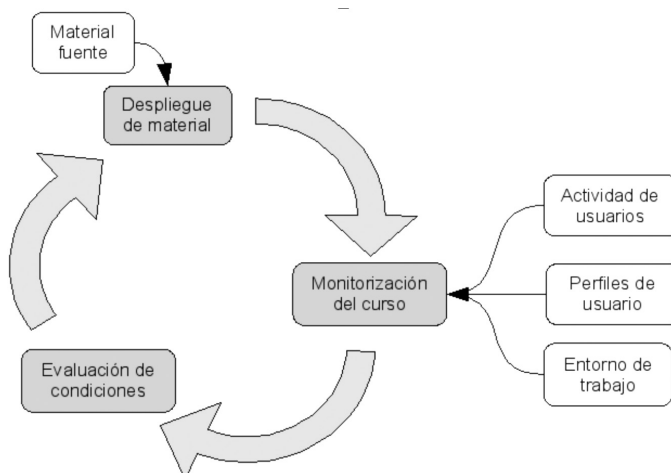 Material
fuente
Despliegue
de material
Actividad de
usuarios
Monitorización
del curso
Perfiles de
usuario
Evaluación de
condiciones
Entorno de
trabajo